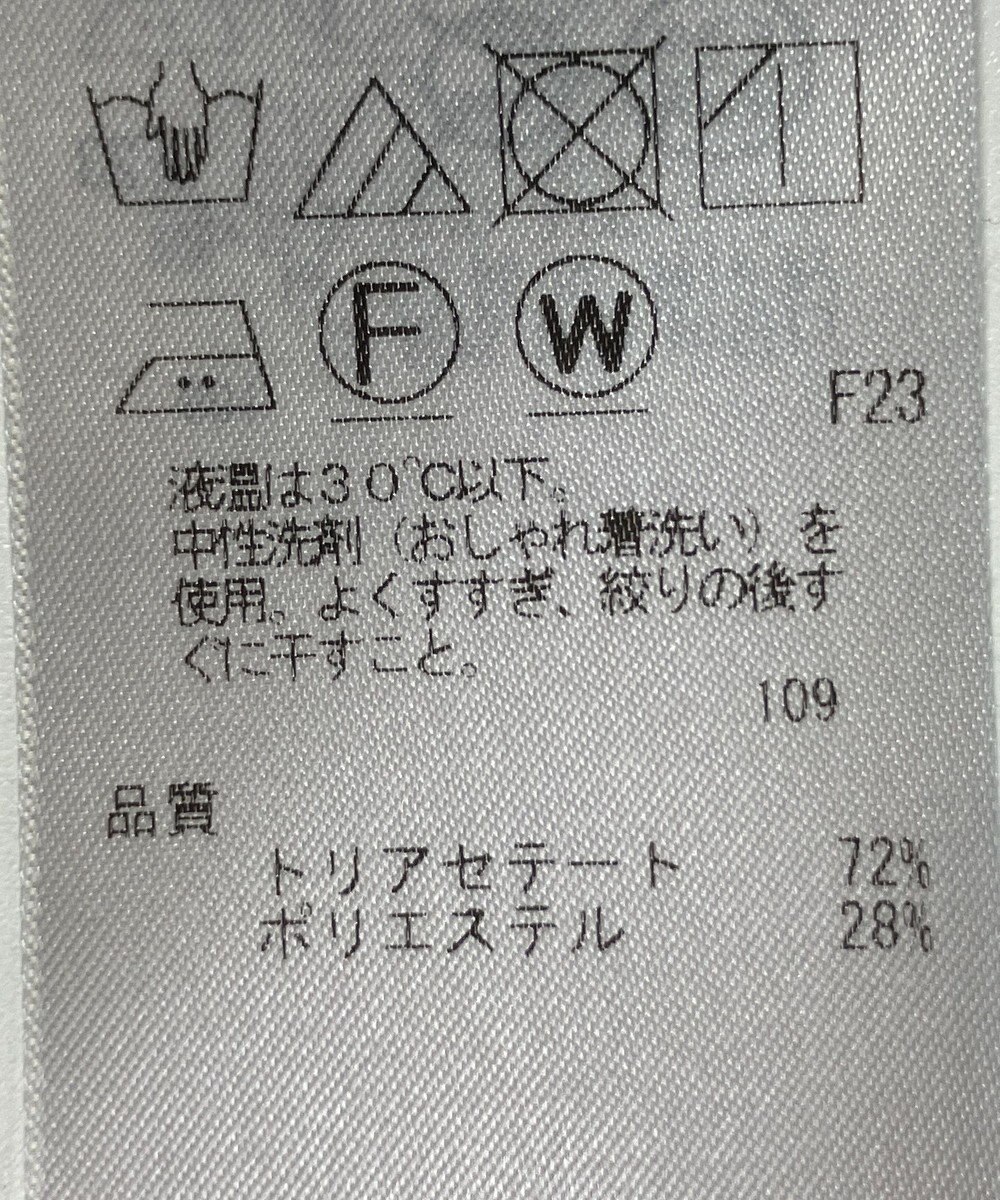 F
W
F23
液温は30℃以下。
中性洗剤（おしゃれ着洗い）を
使用。よくすすぎ、絞りの後す
ぐに干すこと。
109
品質
トリアセテート 72%
ポリエステル 28%